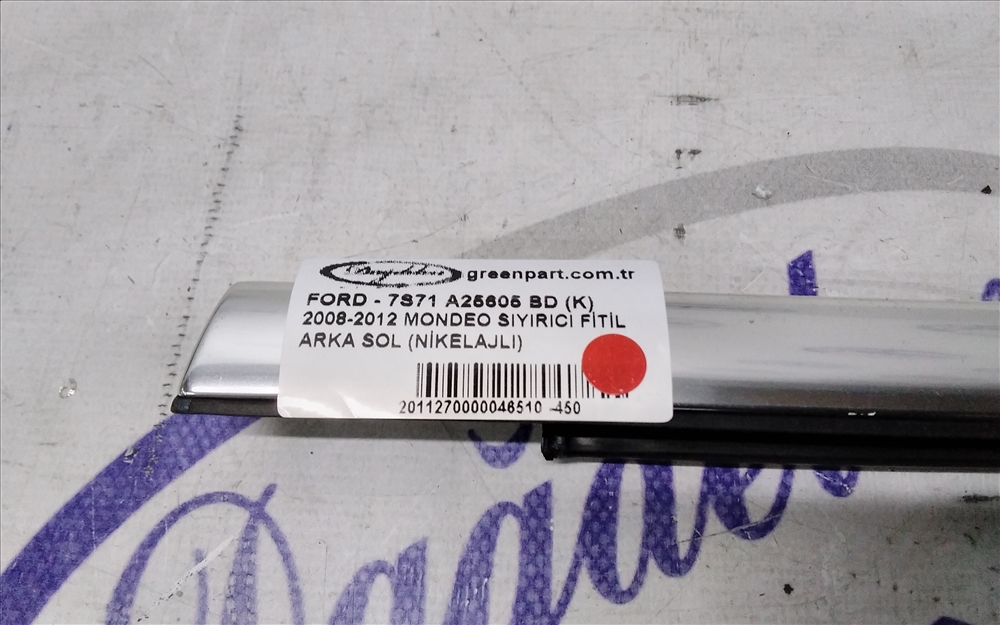 greenpart.com.tr
FORD - 7S71 A25605 BD (K)
2008-2012 MONDEO SIYIRICI FİTİL
ARKA SOL (NİKELAJLI)
2011270000046510 -450